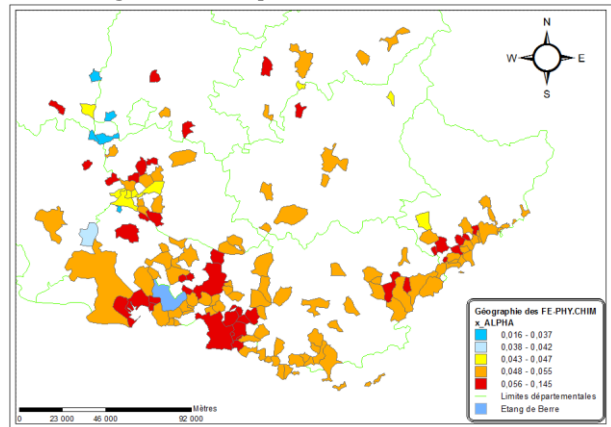 N
W E
S
Géographie des FE-PHY.CHIM
x_ALPHA
0,016 - 0,037
0,038 - 0,042
0,043 - 0,047
0,048 - 0,055
0,056 - 0,145
Limites départementales
Etang de Berre
Mètres
0 23 000 46 000 92 000